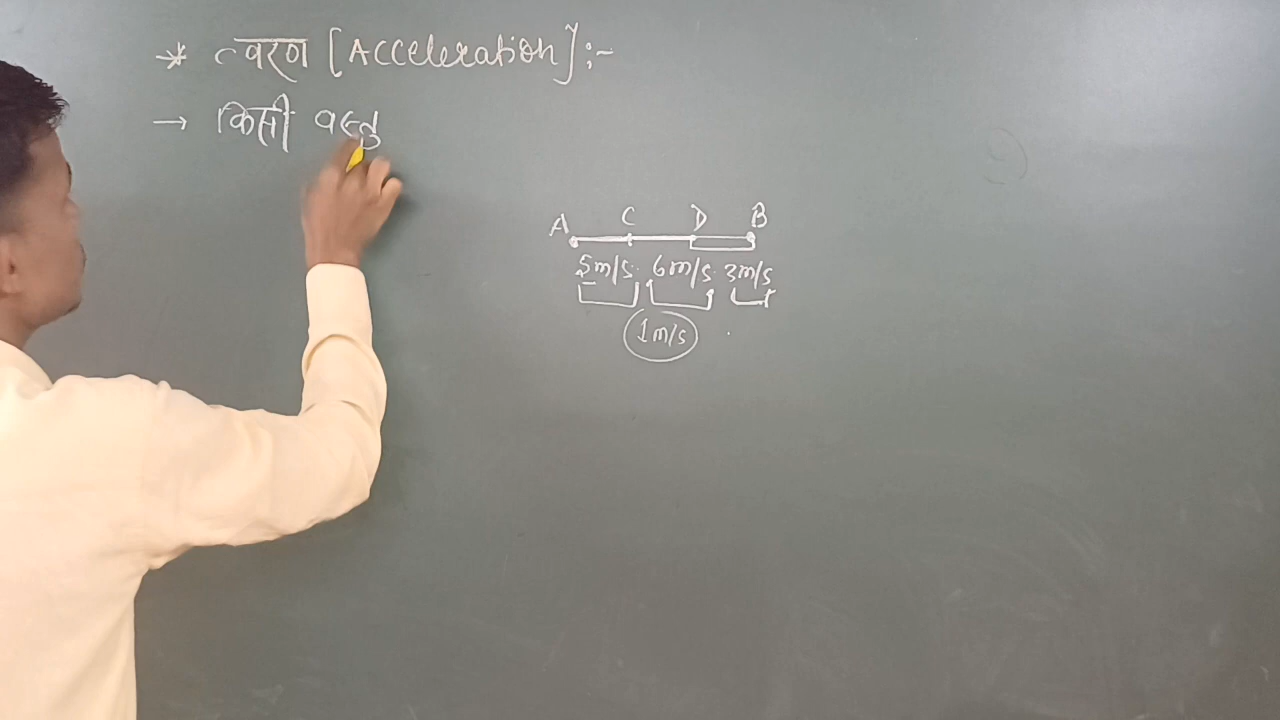 * त्वरण [Acceleration] :-
→ किसी वस्तु
A C D B
5m/s 6m/s 3m/s
1m/s